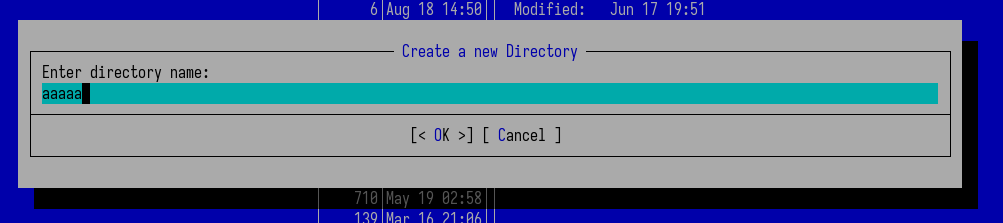 6 Aug 18 14:50 Modified: Jun 17 19:51
Create a new Directory
Enter directory name:
aaaaa
[< OK >] [ Cancel ]
710 May 19 02:58
139 Mar 16 21:06